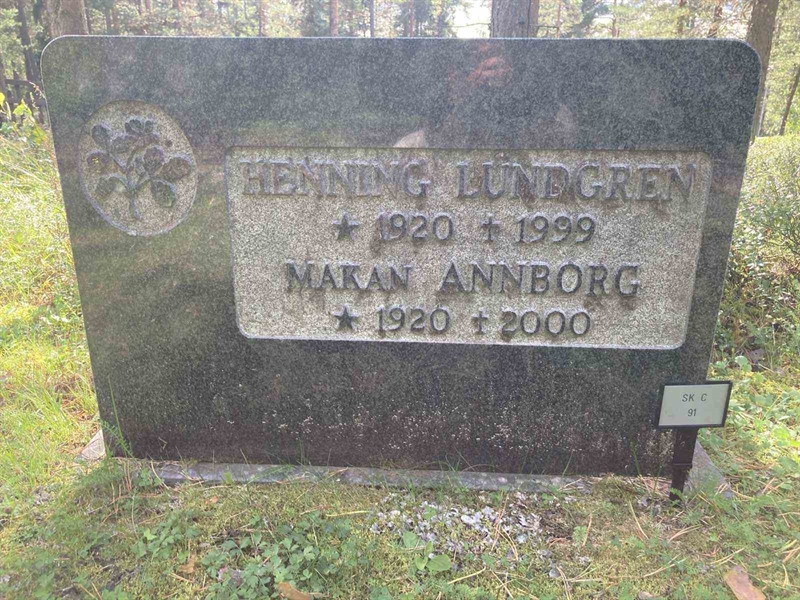 HENNING LUNDGREN
★ 1920 ✝ 1999
MAKAN ANNBORG
★ 1920 ✝ 2000
SK C
91